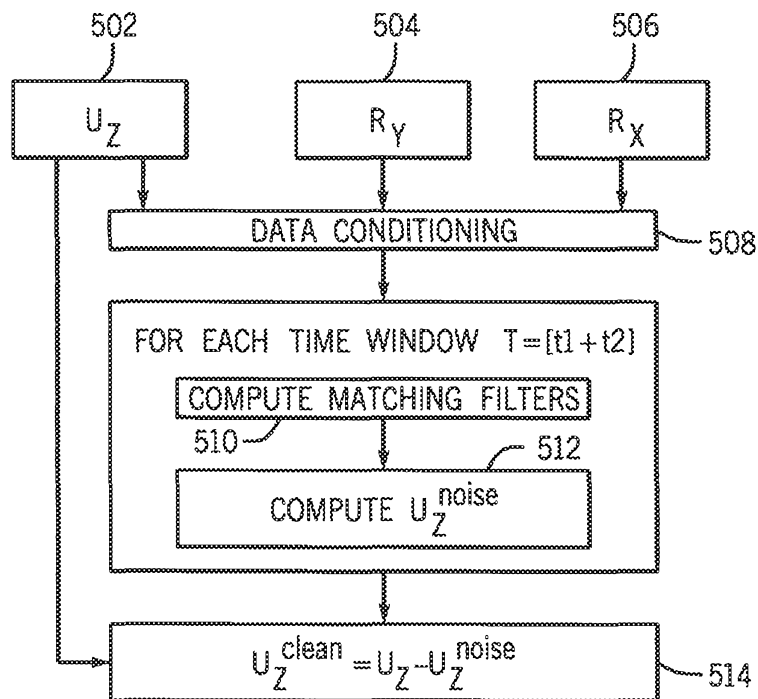 502 504 506
U_Z R_Y R_X
DATA CONDITIONING
508
FOR EACH TIME WINDOW T=[t1+t2]
COMPUTE MATCHING FILTERS
510 512
COMPUTE U_Z^noise
U_Z^clean = U_Z - U_Z^noise
514